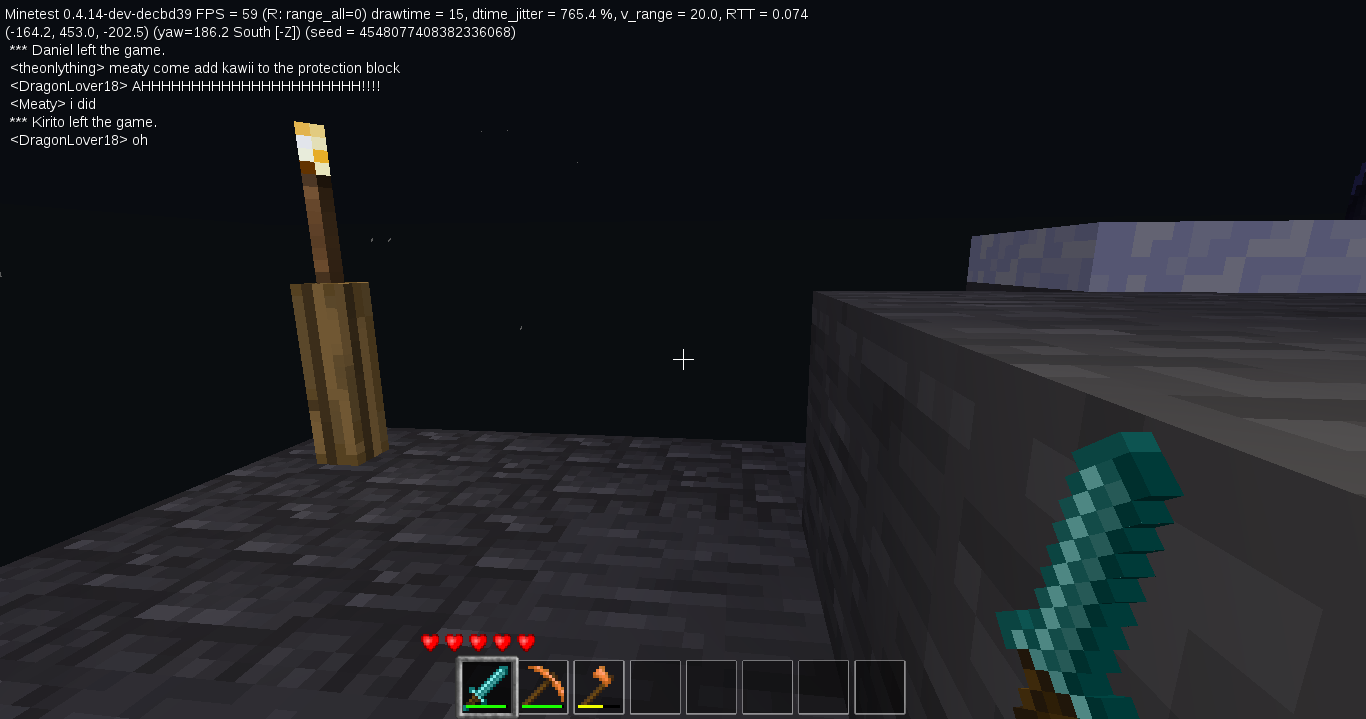 Minetest 0.4.14-dev-decbd39 FPS = 59 (R: range_all=0) drawtime = 15, dtime_jitter = 765.4 %, v_range = 20.0, RTT = 0.074
(-164.2, 453.0, -202.5) (yaw=186.2 South [-Z]) (seed = 4548077408382336068)
*** Daniel left the game.
<theonlything> meaty come add kawii to the protection block
<DragonLover18> AHHHHHHHHHHHHHHHHHHHHHHH!!!!
<Meaty> i did
*** Kirito left the game.
<DragonLover18> oh